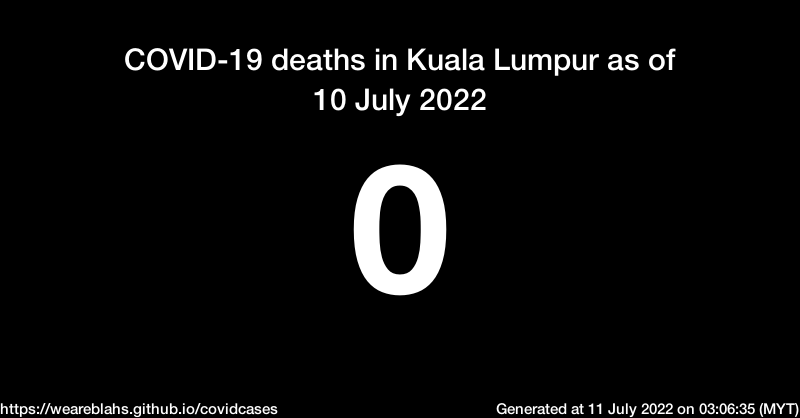 COVID-19 deaths in Kuala Lumpur as of
10 July 2022
0
https://weareblahs.github.io/covidcases
Generated at 11 July 2022 on 03:06:35 (MYT)